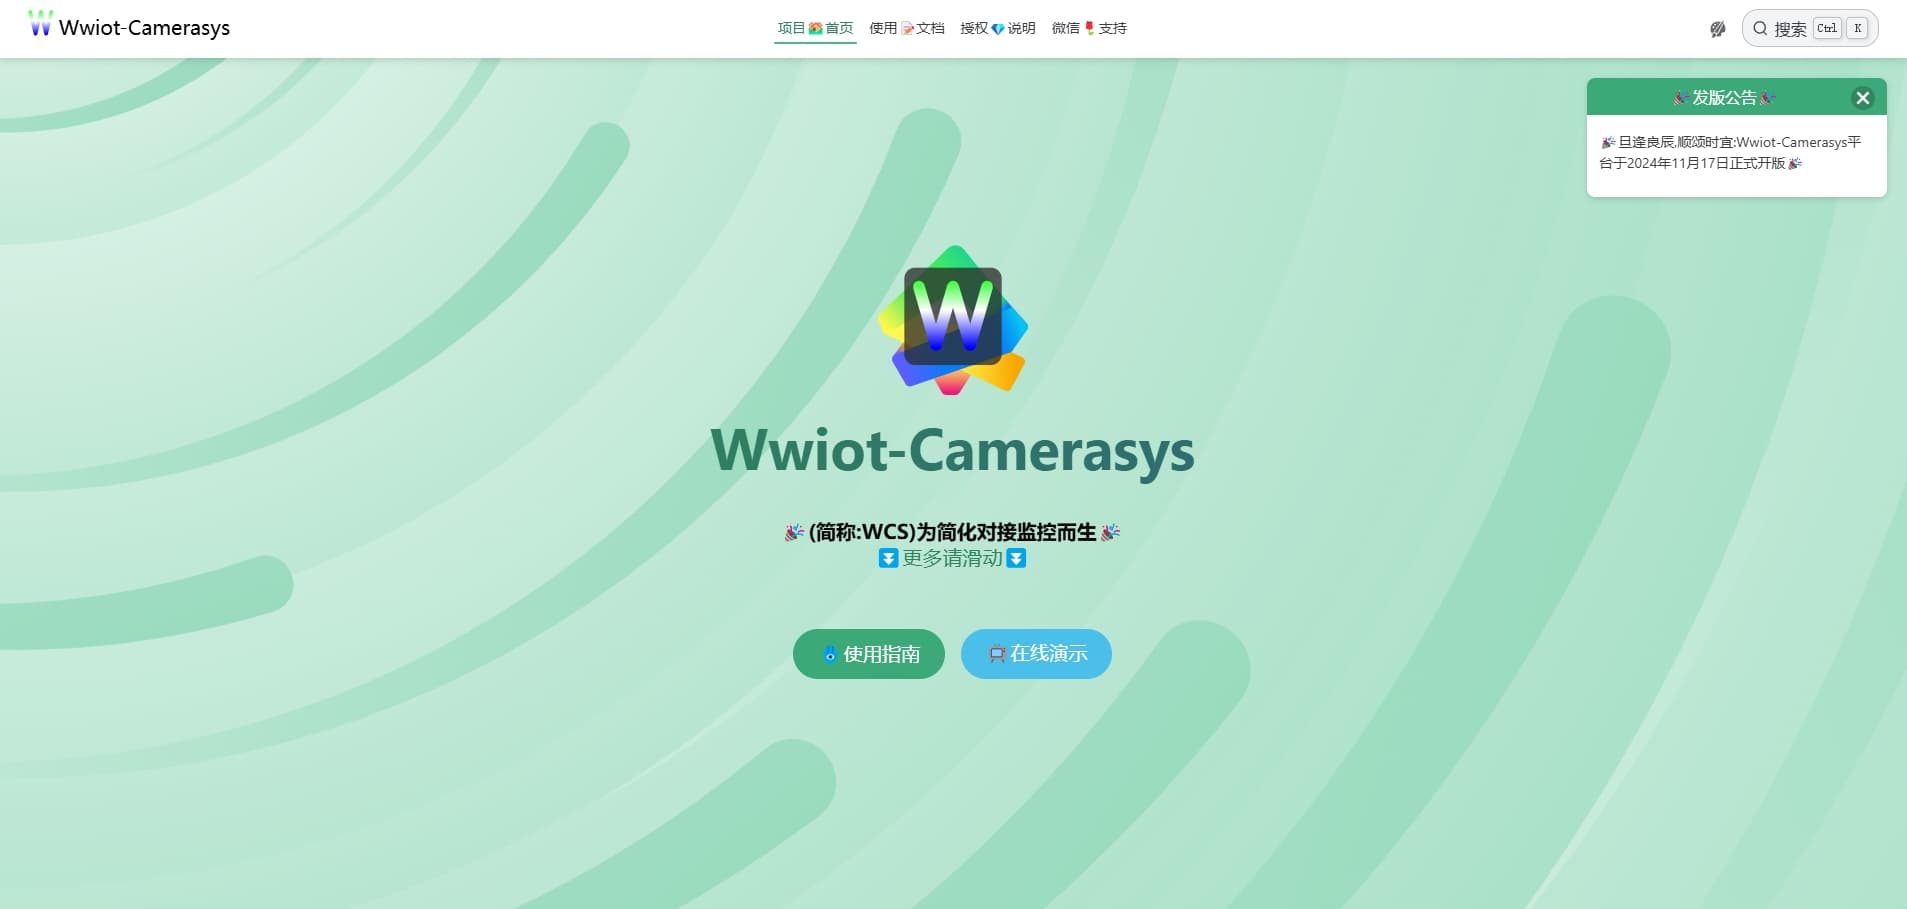 W Wwiot-Camerasys
项目🏖️首页 使用📝文档 授权💎说明 微信🌷支持
搜索 Ctrl K
🎉发版公告🎉
🎉旦逢良辰,顺颂时宜:Wwiot-Camerasys平
台于2024年11月17日正式开版🎉
W
Wwiot-Camerasys
🎉(简称:WCS)为简化对接监控而生🎉
⏬更多请滑动⏬
使用指南
📺在线演示